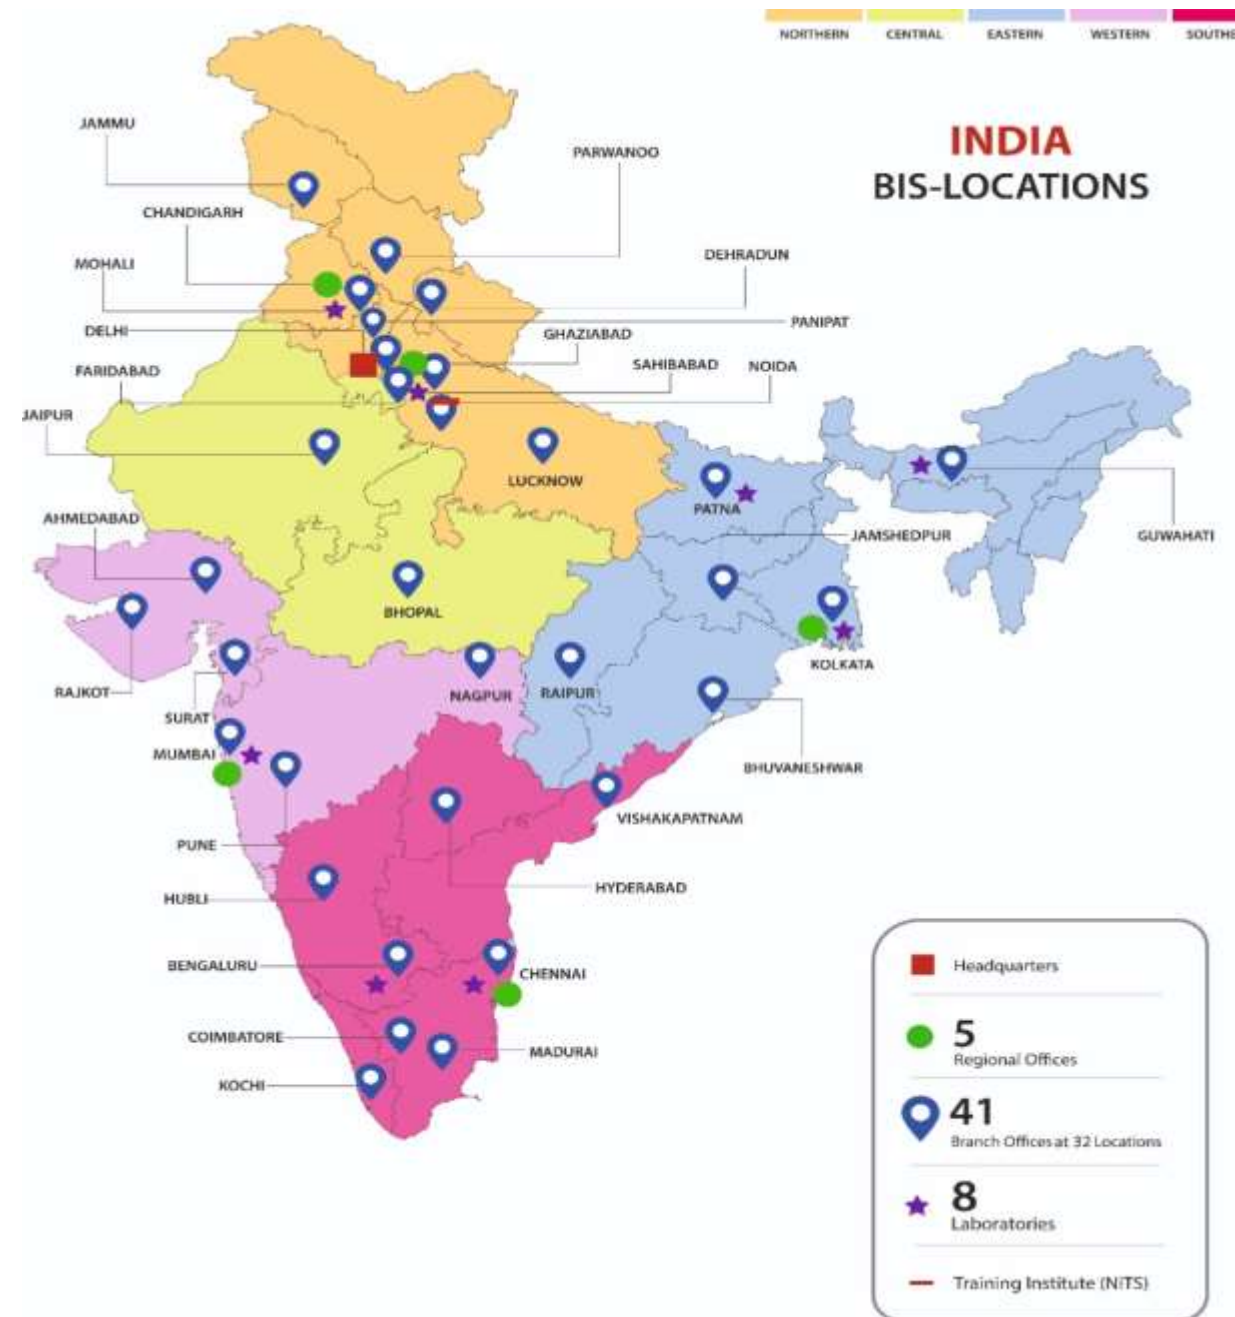 NORTHERN CENTRAL EASTERN WESTERN SOUTHE
INDIA
BIS-LOCATIONS
JAMMU
PARWANOO
CHANDIGARH
DEHRADUN
MOHALI
PANIPAT
DELHI
GHAZIABAD
FARIDABAD
SAHIBABAD
NOIDA
JAIPUR
LUCKNOW
PATNA
AHMEDABAD
JAMSHEDPUR
GUWAHATI
BHOPAL
KOLKATA
RAJKOT
NAGPUR
RAIPUR
SURAT
MUMBAI
BHUVANESHWAR
VISHAKAPATNAM
PUNE
HYDERABAD
HUBLI
BENGALURU
CHENNAI
COIMBATORE
MADURAI
KOCHI
Headquarters
5
Regional Offices
41
Branch Offices at 32 Locations
8
Laboratories
Training Institute (NITS)